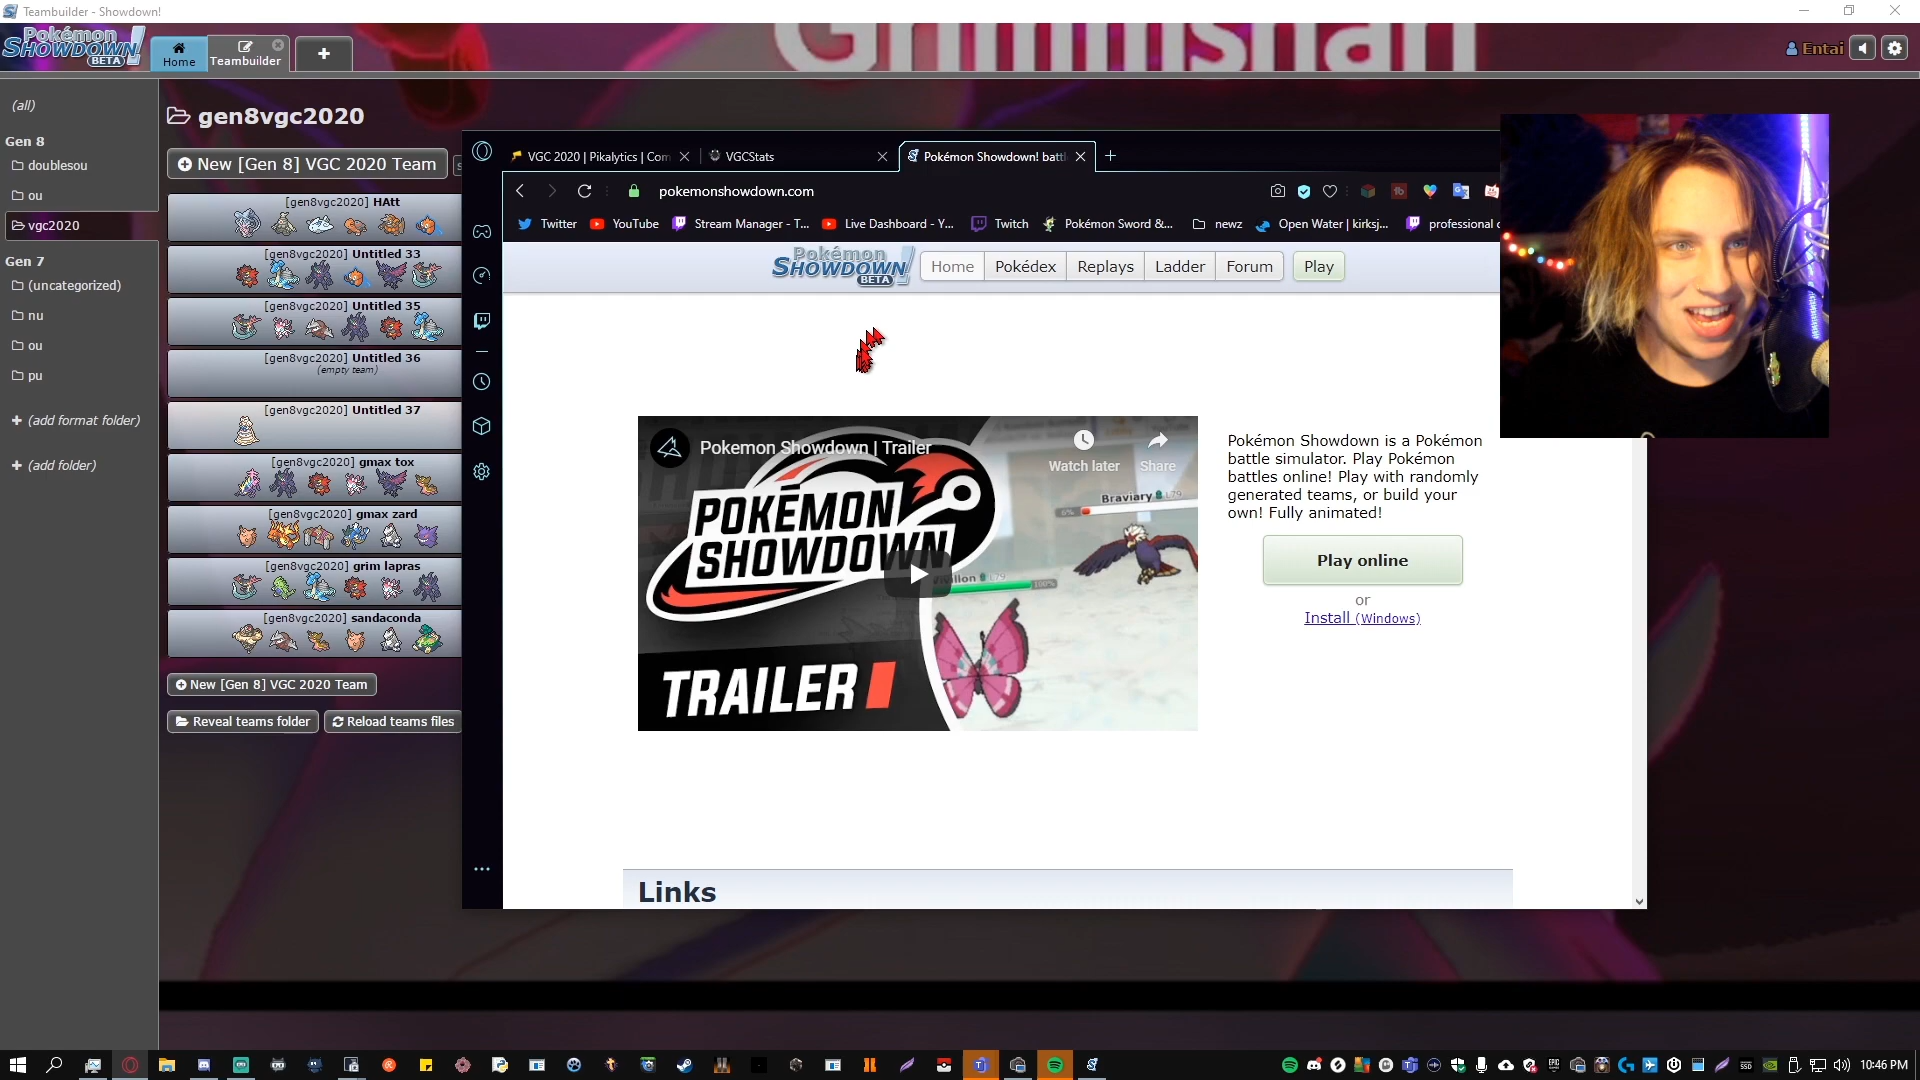 Teambuilder - Showdown!
Pokémon
SHOWDOWN!
BETA
Home
Teambuilder
Entai
(all)
Gen 8
doublesou
ou
vgc2020
Gen 7
(uncategorized)
nu
ou
pu
(add format folder)
(add folder)
gen8vgc2020
New [Gen 8] VGC 2020 Team
[gen8vgc2020] HAtt
[gen8vgc2020] Untitled 33
[gen8vgc2020] Untitled 35
[gen8vgc2020] Untitled 36
(empty team)
[gen8vgc2020] Untitled 37
[gen8vgc2020] gmax tox
[gen8vgc2020] gmax zard
[gen8vgc2020] grim lapras
[gen8vgc2020] sandaconda
New [Gen 8] VGC 2020 Team
Reveal teams folder
Reload teams files
VGC 2020 | Pikalytics | Com
VGCStats
Pokémon Showdown! battl
pokemonshowdown.com
Twitter
YouTube
Stream Manager - T...
Live Dashboard - Y...
Twitch
Pokémon Sword &...
newz
Open Water | kirksj...
professional
Pokémon
SHOWDOWN!
BETA
Home
Pokédex
Replays
Ladder
Forum
Play
Pokemon Showdown | Trailer
Watch later
Share
POKÉMON
SHOWDOWN
TRAILER
Braviary L79
6%
L79
100%
Pokémon Showdown is a Pokémon
battle simulator. Play Pokémon
battles online! Play with randomly
generated teams, or build your
own! Fully animated!
Play online
or
Install (Windows)
Links
10:46 PM